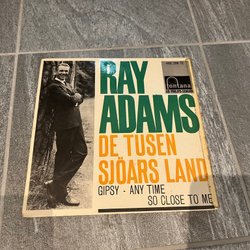 RAY
ADAMS
fontana
DE TUSEN
SJÖARS LAND
GIPSY · ANY TIME
SO CLOSE TO ME